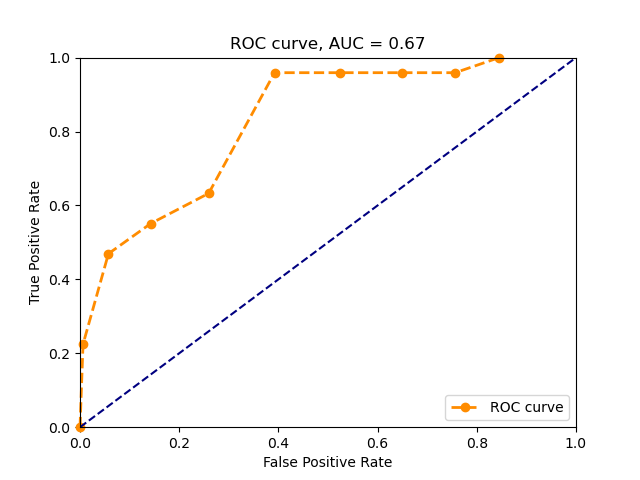 ROC curve, AUC = 0.67
1.0
0.8
0.6
0.4
0.2
0.0
True Positive Rate
ROC curve
0.0 0.2 0.4 0.6 0.8 1.0
False Positive Rate